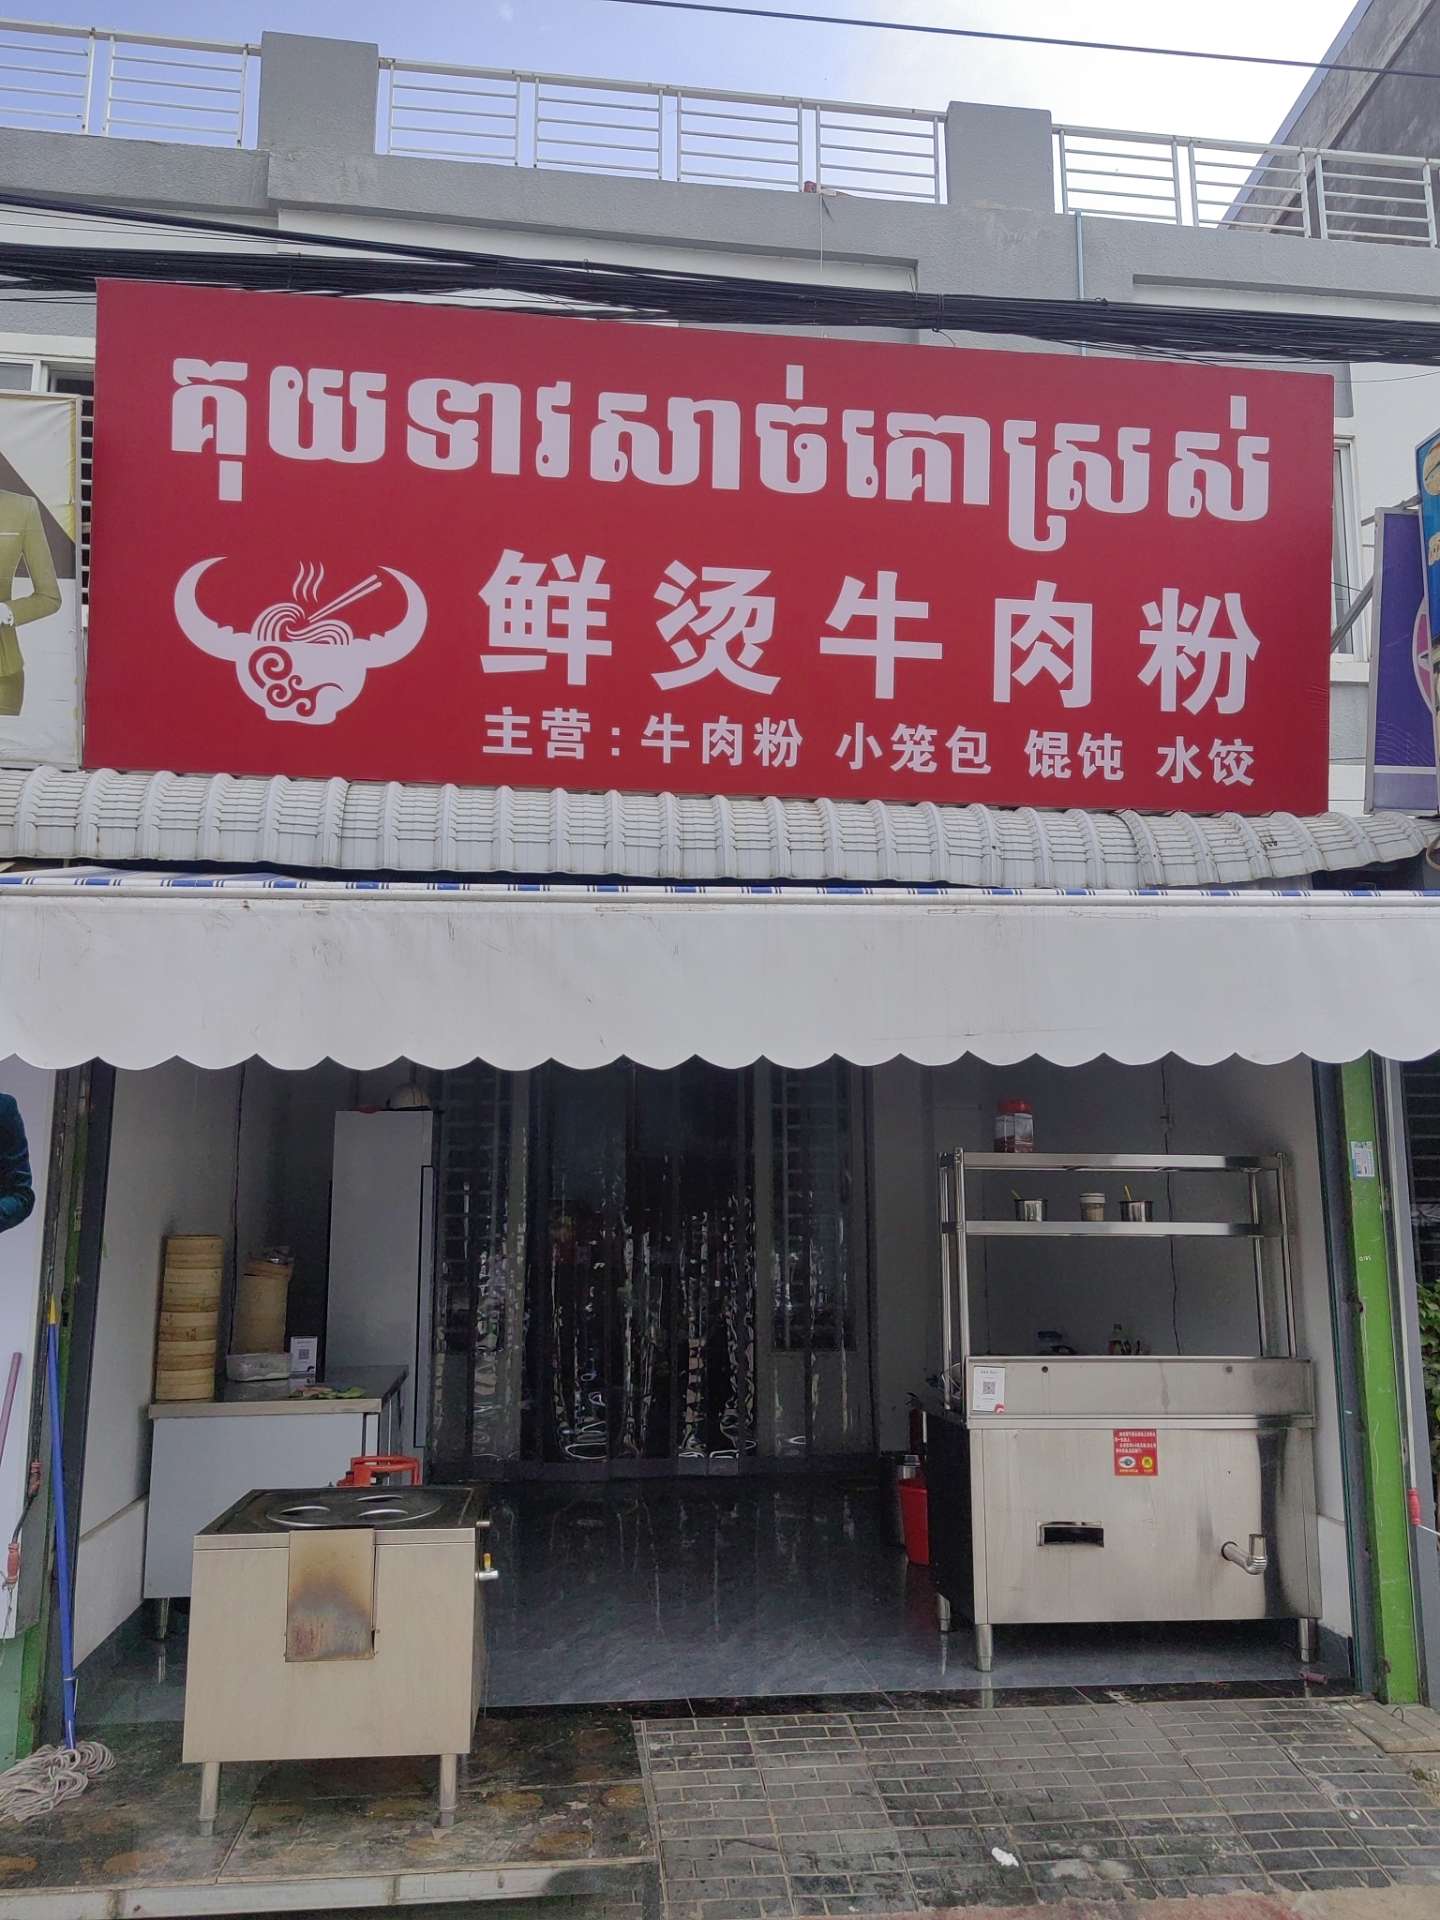 គុយទាវសាច់គោស្រស់
鲜烫牛肉粉
主营：牛肉粉 小笼包 馄饨 水饺